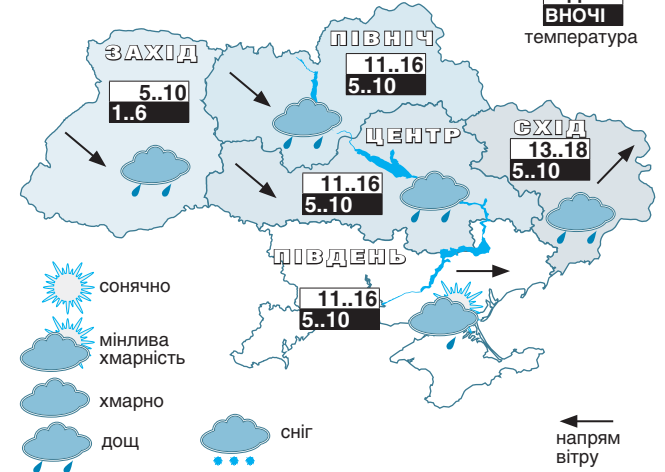 ВНОЧІ
температура
ПІВНІЧ
11..16
5..10
ЗАХІД
5..10
1..6
ЦЕНТР
11..16
5..10
СХІД
13..18
5..10
ПІВДЕНЬ
11..16
5..10
сонячно
мінлива
хмарність
хмарно
дощ
сніг
напрям
вітру